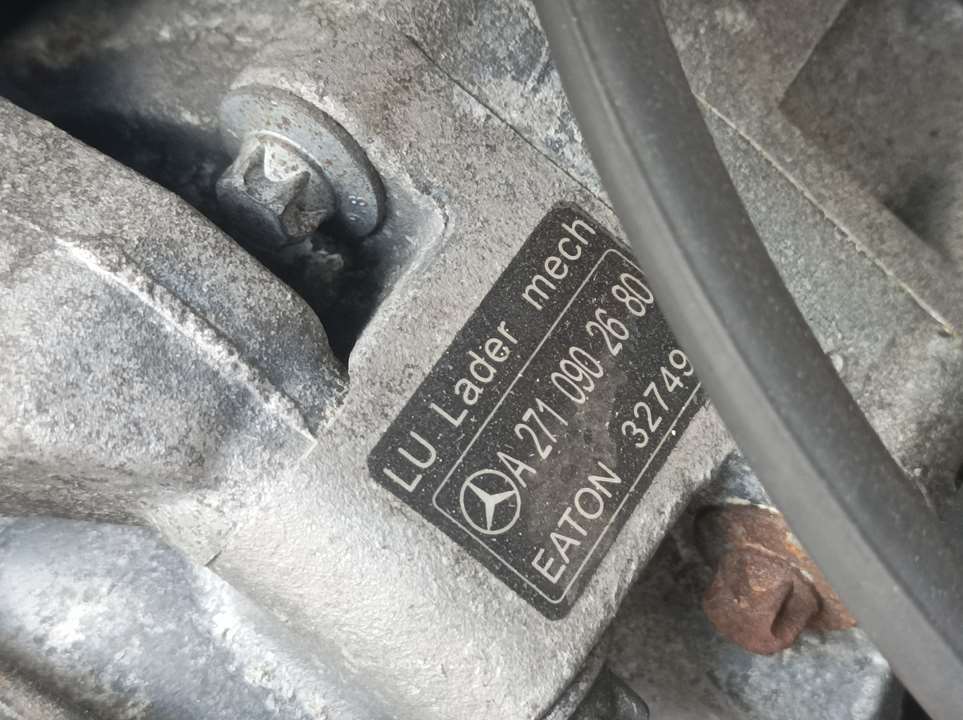 LU Lader mech
A 271 090 26 80
EATON 32749